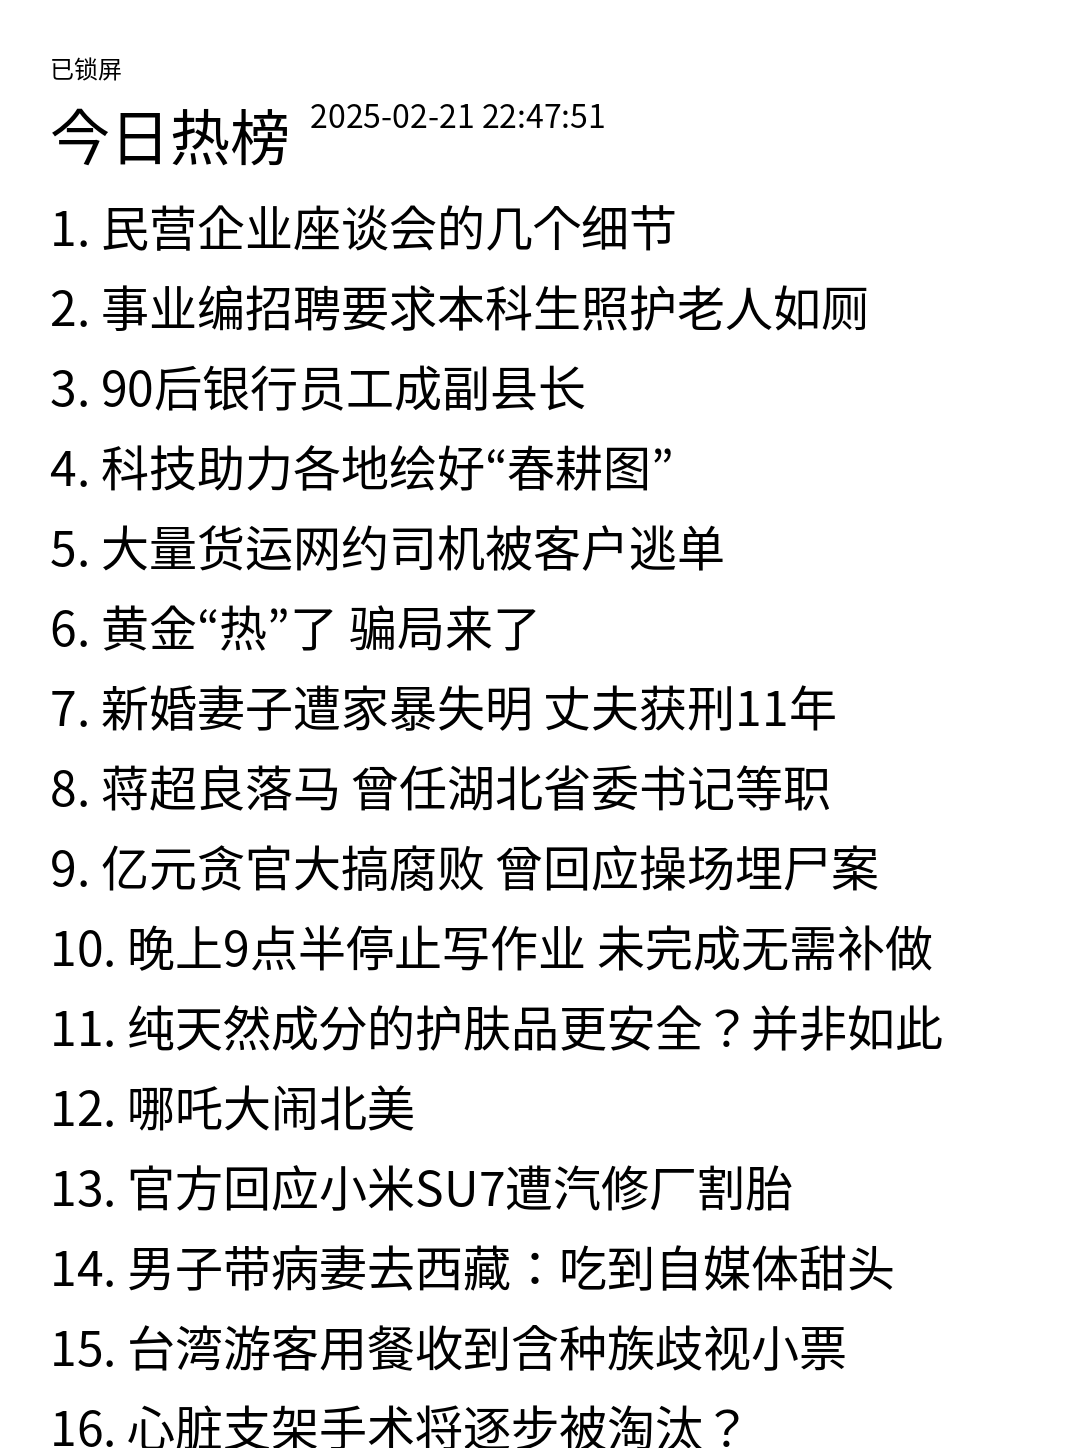 已锁屏
今日热榜 2025-02-21 22:47:51
1. 民营企业座谈会的几个细节
2. 事业编招聘要求本科生照护老人如厕
3. 90后银行员工成副县长
4. 科技助力各地绘好“春耕图”
5. 大量货运网约司机被客户逃单
6. 黄金“热”了 骗局来了
7. 新婚妻子遭家暴失明 丈夫获刑11年
8. 蒋超良落马 曾任湖北省委书记等职
9. 亿元贪官大搞腐败 曾回应操场埋尸案
10. 晚上9点半停止写作业 未完成无需补做
11. 纯天然成分的护肤品更安全？并非如此
12. 哪吒大闹北美
13. 官方回应小米SU7遭汽修厂割胎
14. 男子带病妻去西藏：吃到自媒体甜头
15. 台湾游客用餐收到含种族歧视小票
16. 心脏支架手术将逐步被淘汰？